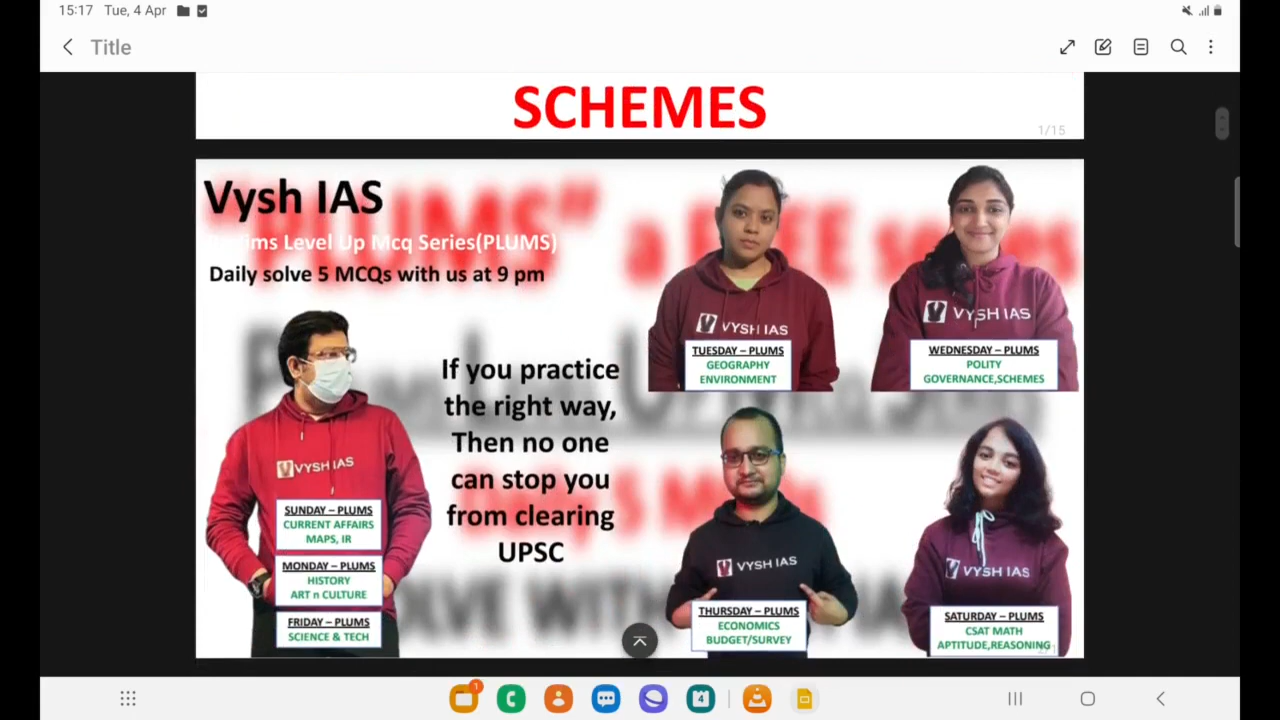 15:17 Tue, 4 Apr
Title
SCHEMES
1/15
Vysh IAS
Level Up Mcq Series(PLUMS)
Daily solve 5 MCQs with us at 9 pm
If you practice
the right way,
Then no one
can stop you
from clearing
UPSC
VYSH IAS
SUNDAY – PLUMS
CURRENT AFFAIRS
MAPS, IR
MONDAY – PLUMS
HISTORY
ART n CULTURE
FRIDAY – PLUMS
SCIENCE & TECH
VYSH IAS
TUESDAY – PLUMS
GEOGRAPHY
ENVIRONMENT
VYSH IAS
WEDNESDAY – PLUMS
POLITY
GOVERNANCE,SCHEMES
VYSH IAS
THURSDAY – PLUMS
ECONOMICS
BUDGET/SURVEY
VYSH IAS
SATURDAY – PLUMS
CSAT MATH
APTITUDE,REASONING
1
4